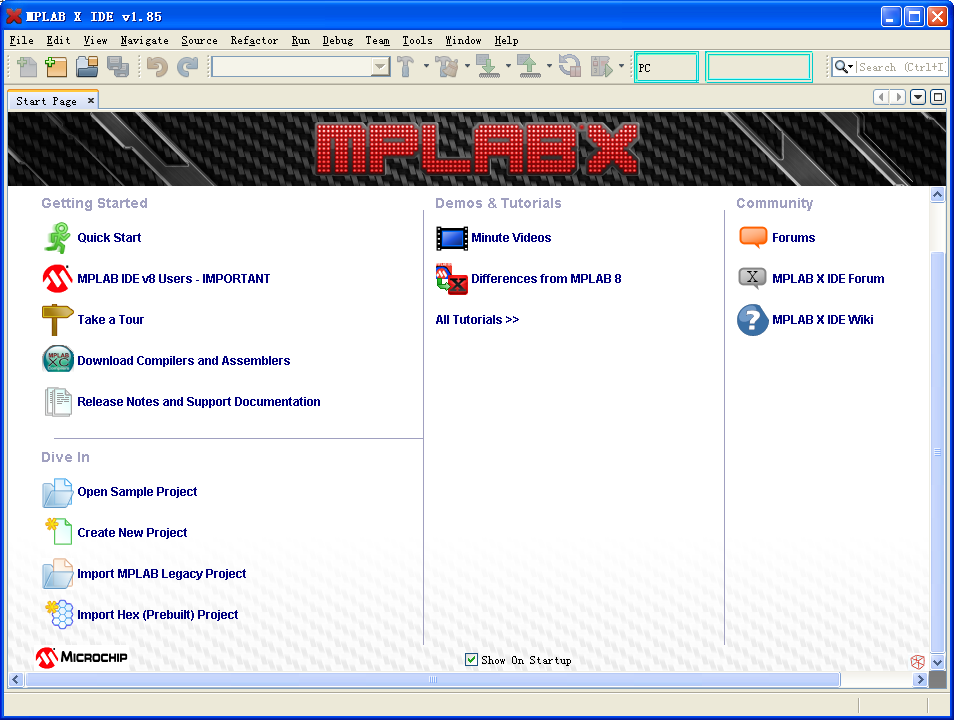 MPLAB X IDE v1.85
File Edit View Navigate Source Refactor Run Debug Team Tools Window Help
PC
Search (Ctrl+I
Start Page
MPLAB X
Getting Started
Quick Start
MPLAB IDE v8 Users - IMPORTANT
Take a Tour
MPLAB
XC
Download Compilers and Assemblers
Release Notes and Support Documentation
Dive In
Open Sample Project
Create New Project
Import MPLAB Legacy Project
Import Hex (Prebuilt) Project
MICROCHIP
Demos & Tutorials
Minute Videos
X
Differences from MPLAB 8
All Tutorials >>
Show On Startup
Community
Forums
X
MPLAB X IDE Forum
?
MPLAB X IDE Wiki